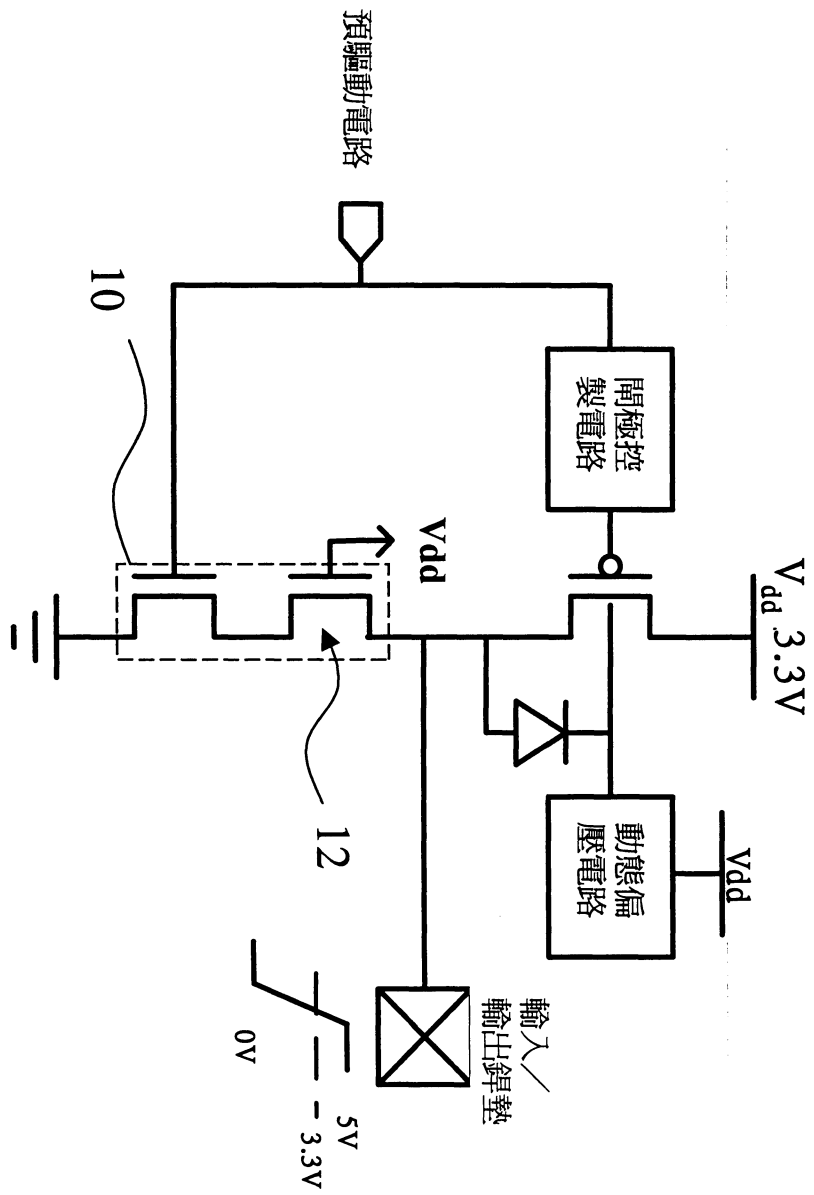 V dd 3.3V
Vdd
閘極控
製電路
動態偏
壓電路
輸入／
輸出銲墊
Vdd
預驅動電路
5V
3.3V
0V
12
10